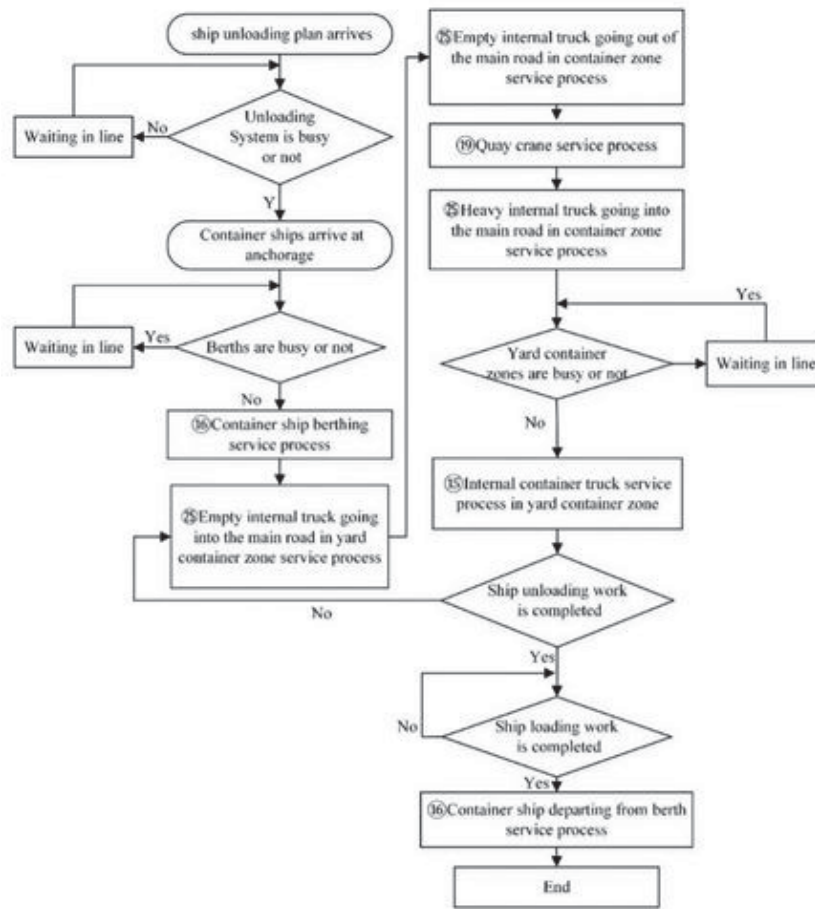 ship unloading plan arrives
Unloading
System is busy
or not
No
Waiting in line
Y
Container ships arrive at
anchorage
Berths are busy or not
Yes
Waiting in line
No
⑯Container ship berthing
service process
㉕Empty internal truck going
into the main road in yard
container zone service process
㉕Empty internal truck going out of
the main road in container zone
service process
⑲Quay crane service process
㉕Heavy internal truck going into
the main road in container zone
service process
Yes
Yard container
zones are busy or not
Waiting in line
No
⑮Internal container truck service
process in yard container zone
Ship unloading work
is completed
No
Yes
Ship loading work
is completed
No
Yes
⑯Container ship departing from berth
service process
End